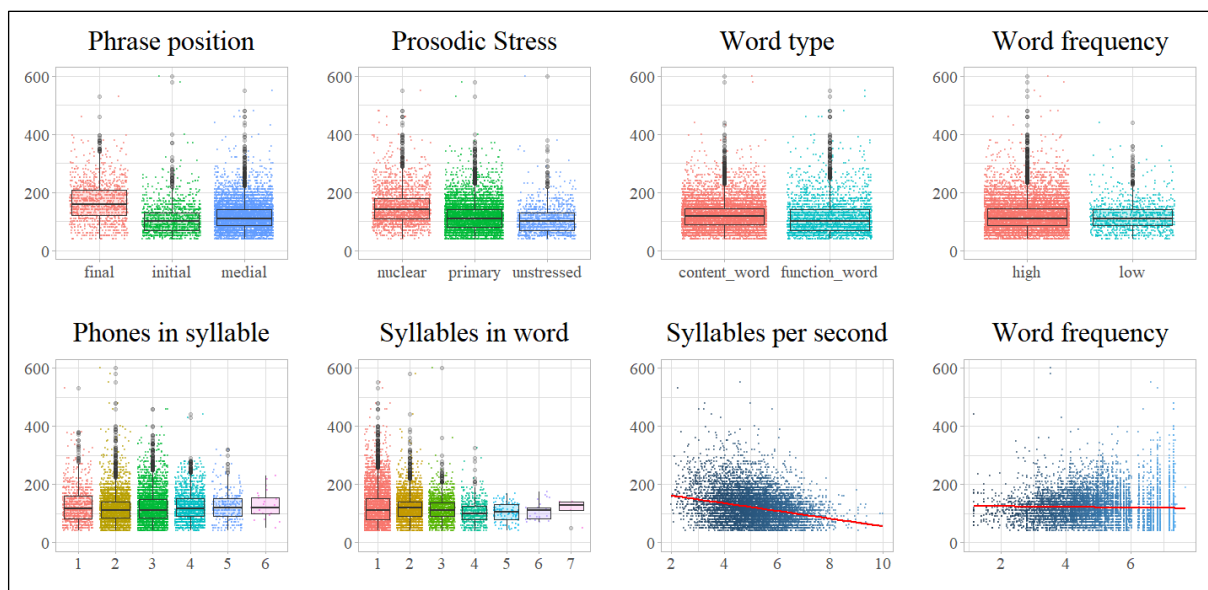 Phrase position
Prosodic Stress
Word type
Word frequency
600
400
200
0
final initial medial
600
400
200
0
nuclear primary unstressed
600
400
200
0
content_word function_word
600
400
200
0
high low
Phones in syllable
Syllables in word
Syllables per second
Word frequency
600
400
200
0
1 2 3 4 5 6
600
400
200
0
1 2 3 4 5 6 7
600
400
200
0
2 4 6 8 10
600
400
200
0
2 4 6